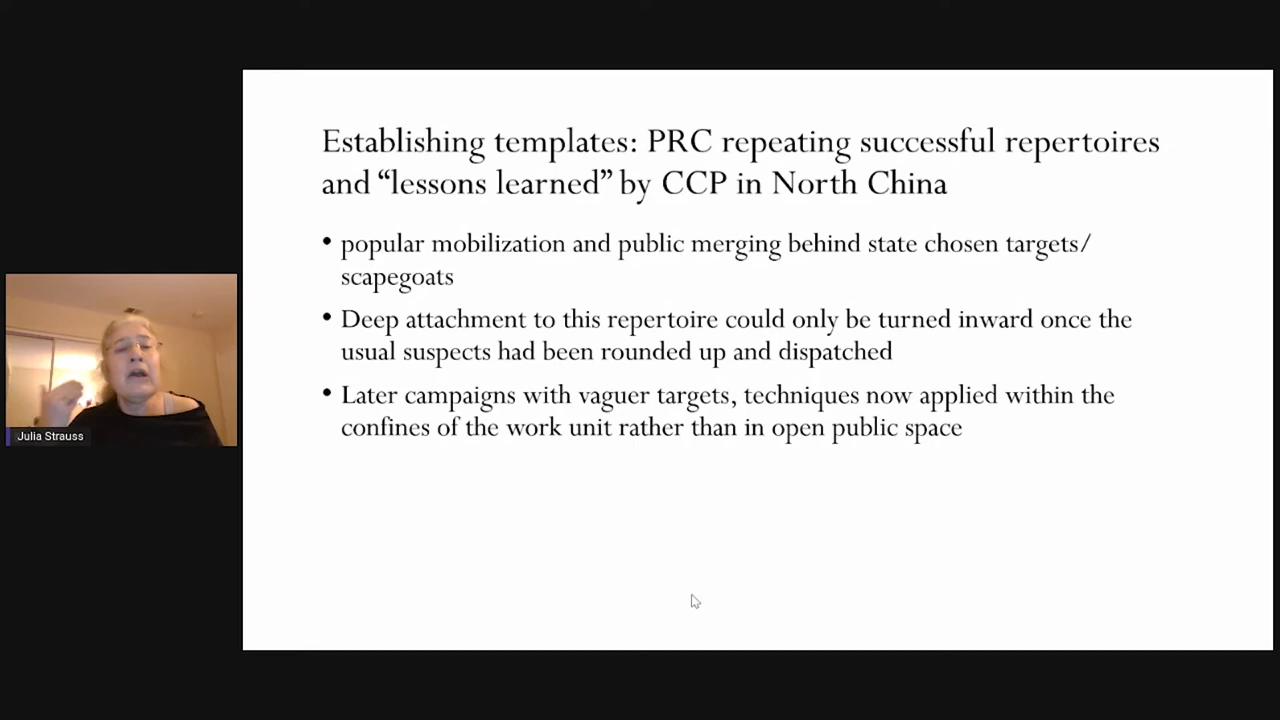 Establishing templates: PRC repeating successful repertoires
and “lessons learned” by CCP in North China
• popular mobilization and public merging behind state chosen targets/
scapegoats
• Deep attachment to this repertoire could only be turned inward once the
usual suspects had been rounded up and dispatched
• Later campaigns with vaguer targets, techniques now applied within the
confines of the work unit rather than in open public space
Julia Strauss